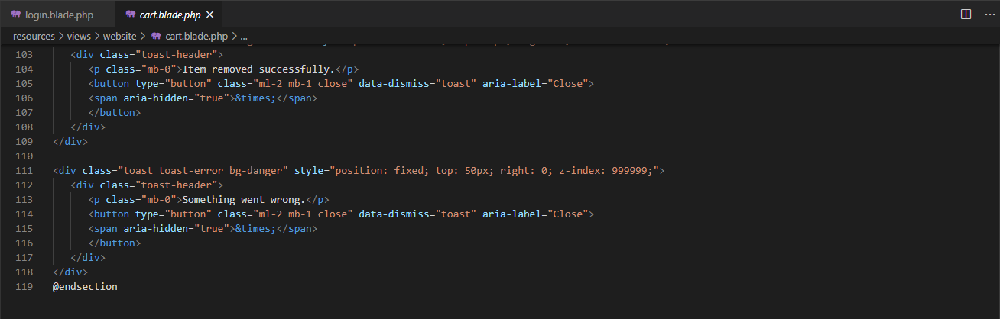 login.blade.php cart.blade.php
resources > views > website > cart.blade.php > ...
103 <div class="toast-header">
104 <p class="mb-0">Item removed successfully.</p>
105 <button type="button" class="ml-2 mb-1 close" data-dismiss="toast" aria-label="Close">
106 <span aria-hidden="true">&times;</span>
107 </button>
108 </div>
109 </div>
110
111 <div class="toast toast-error bg-danger" style="position: fixed; top: 50px; right: 0; z-index: 999999;">
112 <div class="toast-header">
113 <p class="mb-0">Something went wrong.</p>
114 <button type="button" class="ml-2 mb-1 close" data-dismiss="toast" aria-label="Close">
115 <span aria-hidden="true">&times;</span>
116 </button>
117 </div>
118 </div>
119 @endsection